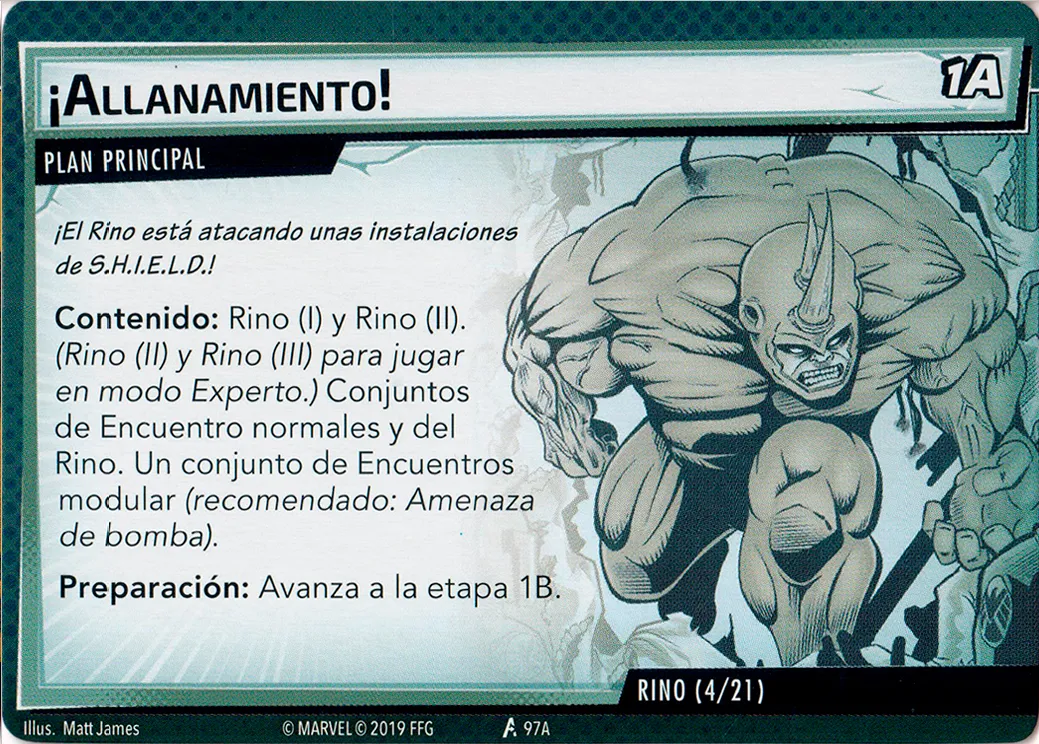 ¡ALLANAMIENTO!
1A
PLAN PRINCIPAL
¡El Rino está atacando unas instalaciones
de S.H.I.E.L.D.!
Contenido: Rino (I) y Rino (II).
(Rino (II) y Rino (III) para jugar
en modo Experto.) Conjuntos
de Encuentro normales y del
Rino. Un conjunto de Encuentros
modular (recomendado: Amenaza
de bomba).
Preparación: Avanza a la etapa 1B.
RINO (4/21)
Illus. Matt James
© MARVEL © 2019 FFG
97A